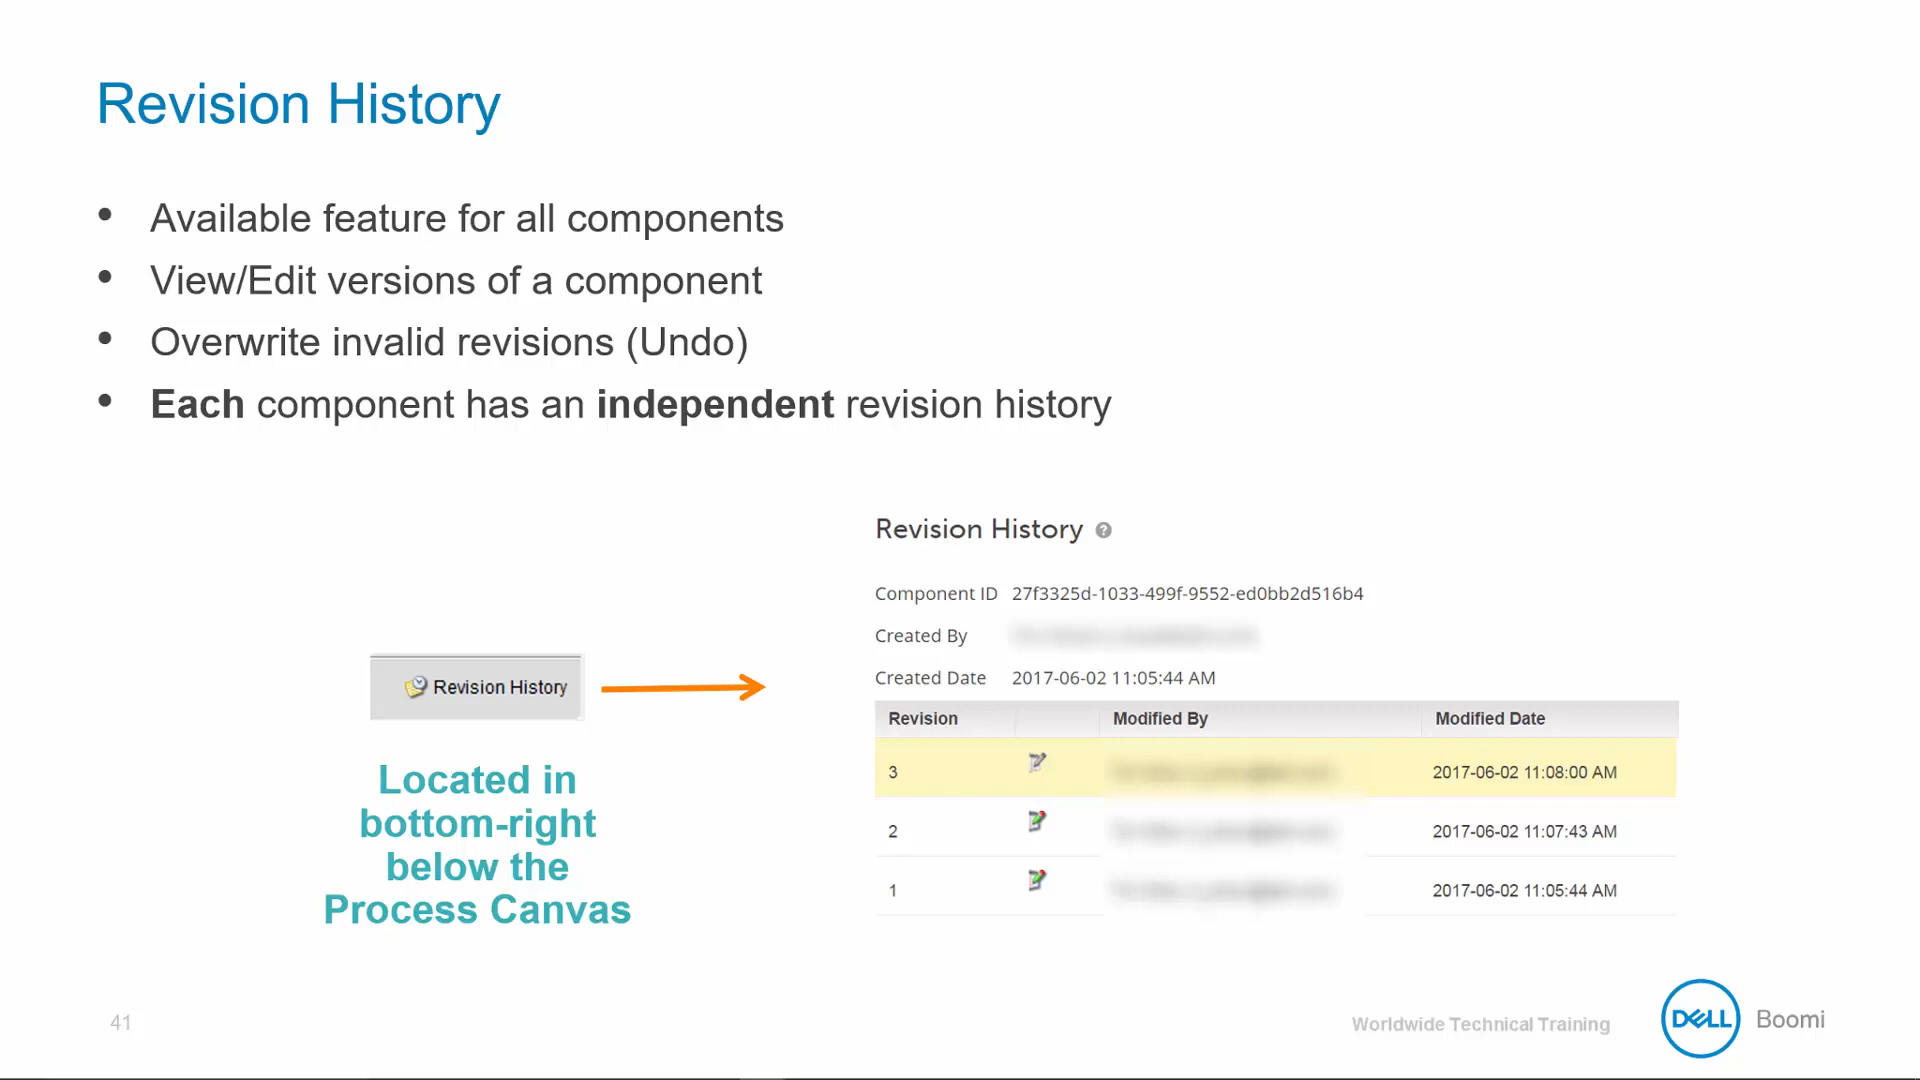 Revision History
• Available feature for all components
• View/Edit versions of a component
• Overwrite invalid revisions (Undo)
• Each component has an independent revision history
Revision History
Located in
bottom-right
below the
Process Canvas
Revision History ?
Component ID 27f3325d-1033-499f-9552-ed0bb2d516b4
Created By
Created Date 2017-06-02 11:05:44 AM
Revision Modified By Modified Date
3 2017-06-02 11:08:00 AM
2 2017-06-02 11:07:43 AM
1 2017-06-02 11:05:44 AM
41
Worldwide Technical Training
DELL Boomi